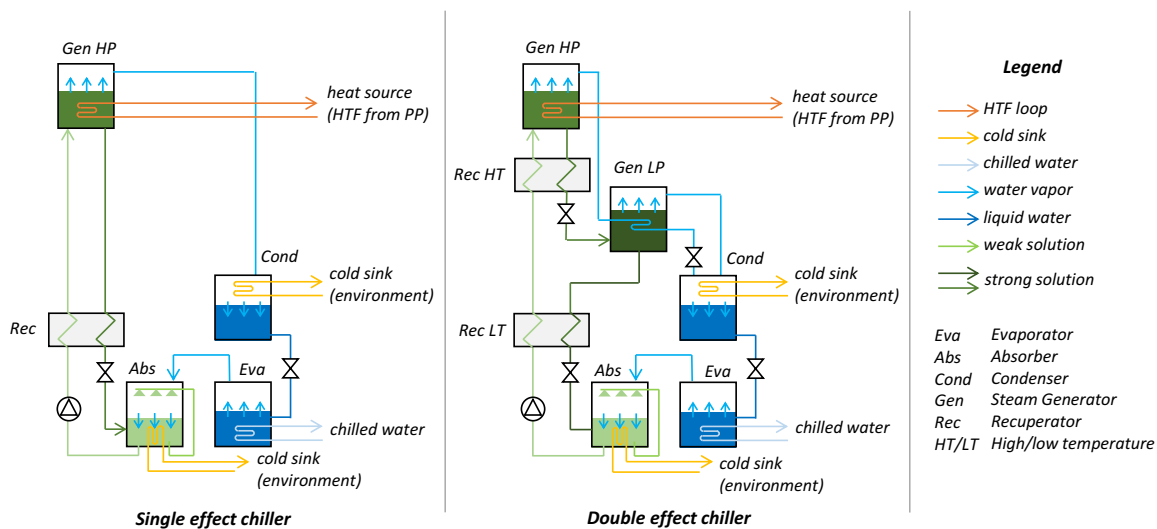 Gen HP
heat source
(HTF from PP)
Cond
cold sink
(environment)
Rec
Abs
Eva
chilled water
cold sink
(environment)
Single effect chiller
Gen HP
heat source
(HTF from PP)
Rec HT
Gen LP
Cond
cold sink
(environment)
Rec LT
Abs
Eva
chilled water
cold sink
(environment)
Double effect chiller
Legend
HTF loop
cold sink
chilled water
water vapor
liquid water
weak solution
strong solution
Eva Evaporator
Abs Absorber
Cond Condenser
Gen Steam Generator
Rec Recuperator
HT/LT High/low temperature